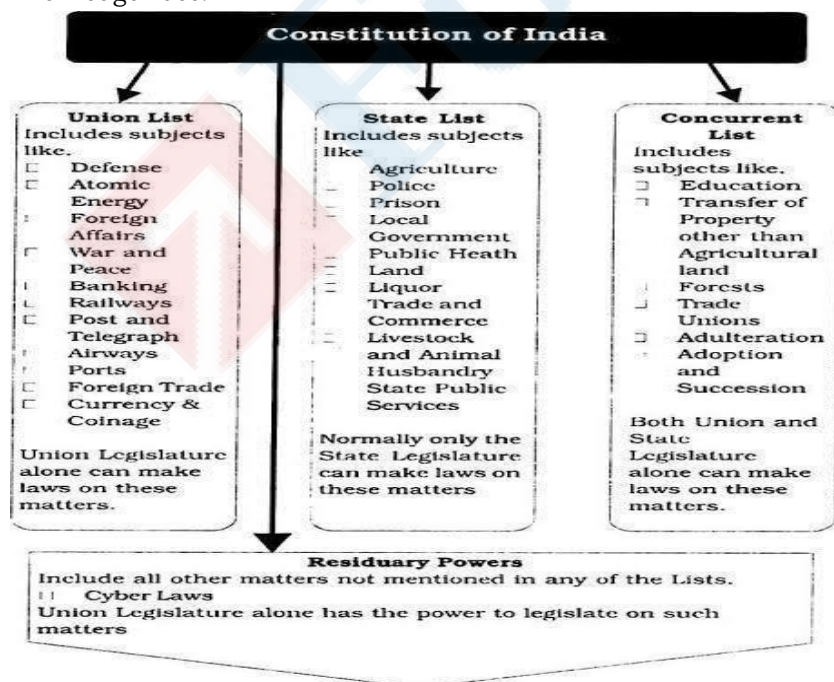 Constitution of India
Union List
Includes subjects
like.
Defense
Atomic
Energy
Foreign
Affairs
War and
Peace
Banking
Railways
Post and
Telegraph
Airways
Ports
Foreign Trade
Currency &
Coinage
Union Legislature
alone can make
laws on these
matters.
State List
Includes subjects
like
Agriculture
Police
Prison
Local
Government
Public Heath
Land
Liquor
Trade and
Commerce
Livestock
and Animal
Husbandry
State Public
Services
Normally only the
State Legislature
can make laws on
these matters
Concurrent
List
Includes
subjects like.
Education
Transfer of
Property
other than
Agricultural
land
Forests
Trade
Unions
Adulteration
Adoption
and
Succession
Both Union and
State
Legislature
alone can make
laws on these
matters.
Residuary Powers
Include all other matters not mentioned in any of the Lists.
Cyber Laws
Union Legislature alone has the power to legislate on such
matters